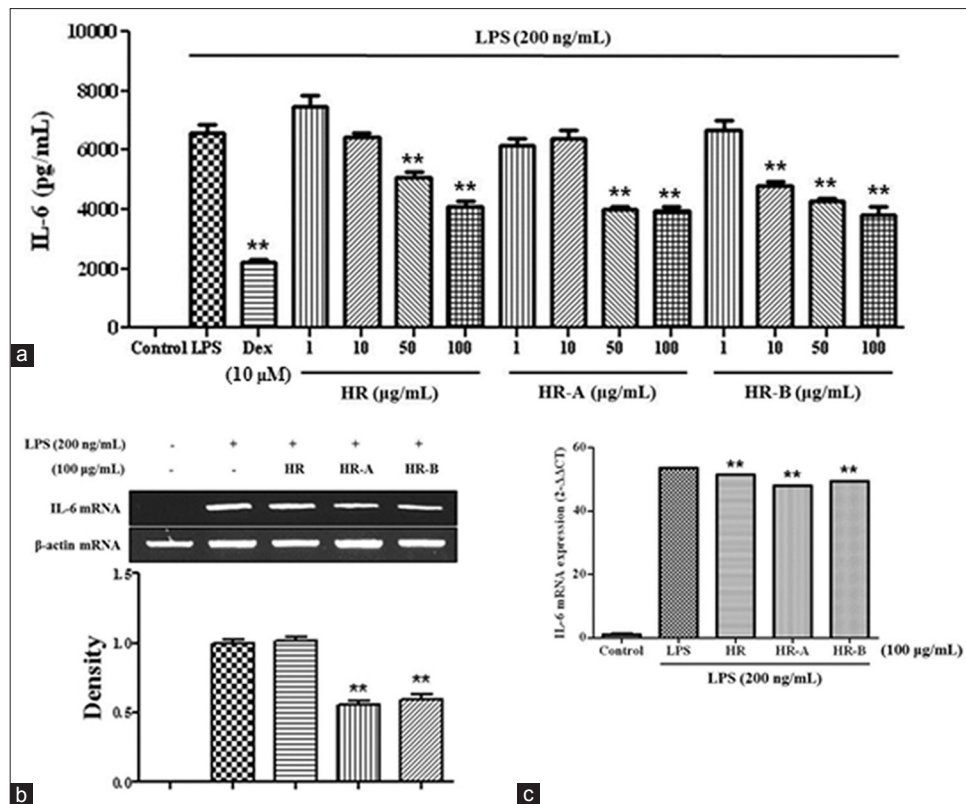 10000
LPS (200 ng/mL)
8000
6000
4000
2000
0
IL-6 (pg/mL)
** ** ** ** ** ** ** **
Control LPS Dex 1 10 50 100 1 10 50 100 1 10 50 100
(10 µM) HR (µg/mL) HR-A (µg/mL) HR-B (µg/mL)
a
LPS (200 ng/mL) - + + + +
(100 µg/mL) - - HR HR-A HR-B
IL-6 mRNA
β-actin mRNA
1.5
1.0
0.5
0.0
Density
** **
b
60
40
20
0
IL-6 mRNA expression (2-ΔΔCT)
** ** **
Control LPS HR HR-A HR-B (100 µg/mL)
LPS (200 ng/mL)
c